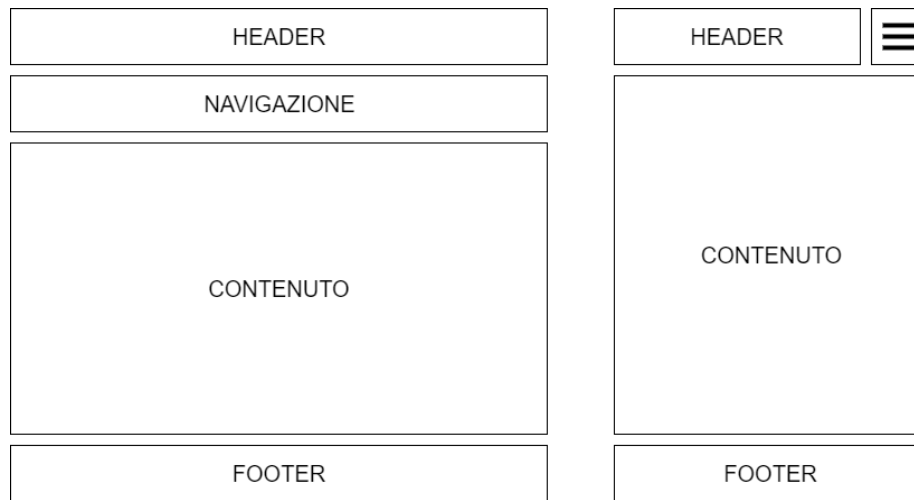 HEADER
NAVIGAZIONE
CONTENUTO
FOOTER
HEADER
CONTENUTO
FOOTER